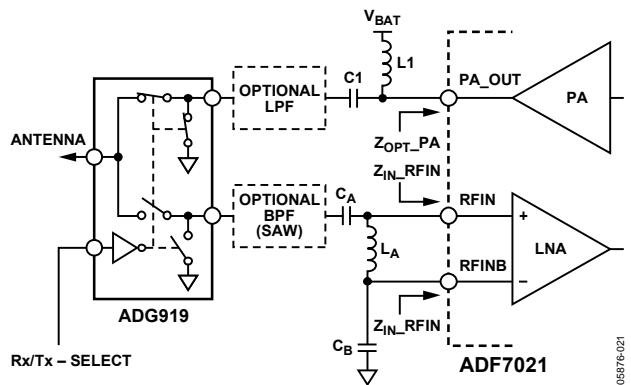 VBAT
L1
C1
OPTIONAL
LPF
PA_OUT
PA
ZOPT_PA
ANTENNA
ZIN_RFIN
CA
RFIN
OPTIONAL
BPF
(SAW)
LA
+
LNA
RFINB
−
ZIN_RFIN
CB
ADG919
Rx/Tx – SELECT
ADF7021
05876-021